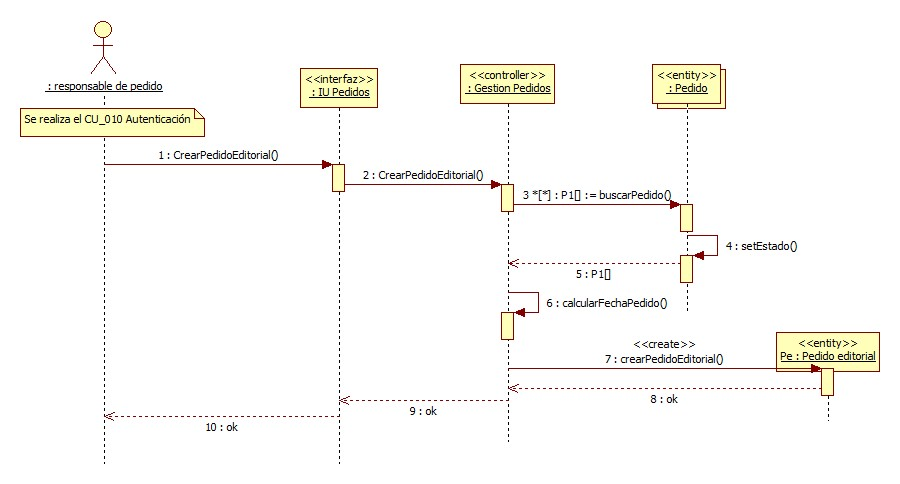 : responsable de pedido
<<interfaz>>
: IU Pedidos
<<controller>>
: Gestion Pedidos
<<entity>>
: Pedido
Se realiza el CU_010 Autenticación
1 : CrearPedidoEditorial()
2 : CrearPedidoEditorial()
3 *[*] : P1[] := buscarPedido()
4 : setEstado()
5 : P1[]
6 : calcularFechaPedido()
<<create>>
7 : crearPedidoEditorial()
<<entity>>
Pe : Pedido editorial
8 : ok
9 : ok
10 : ok